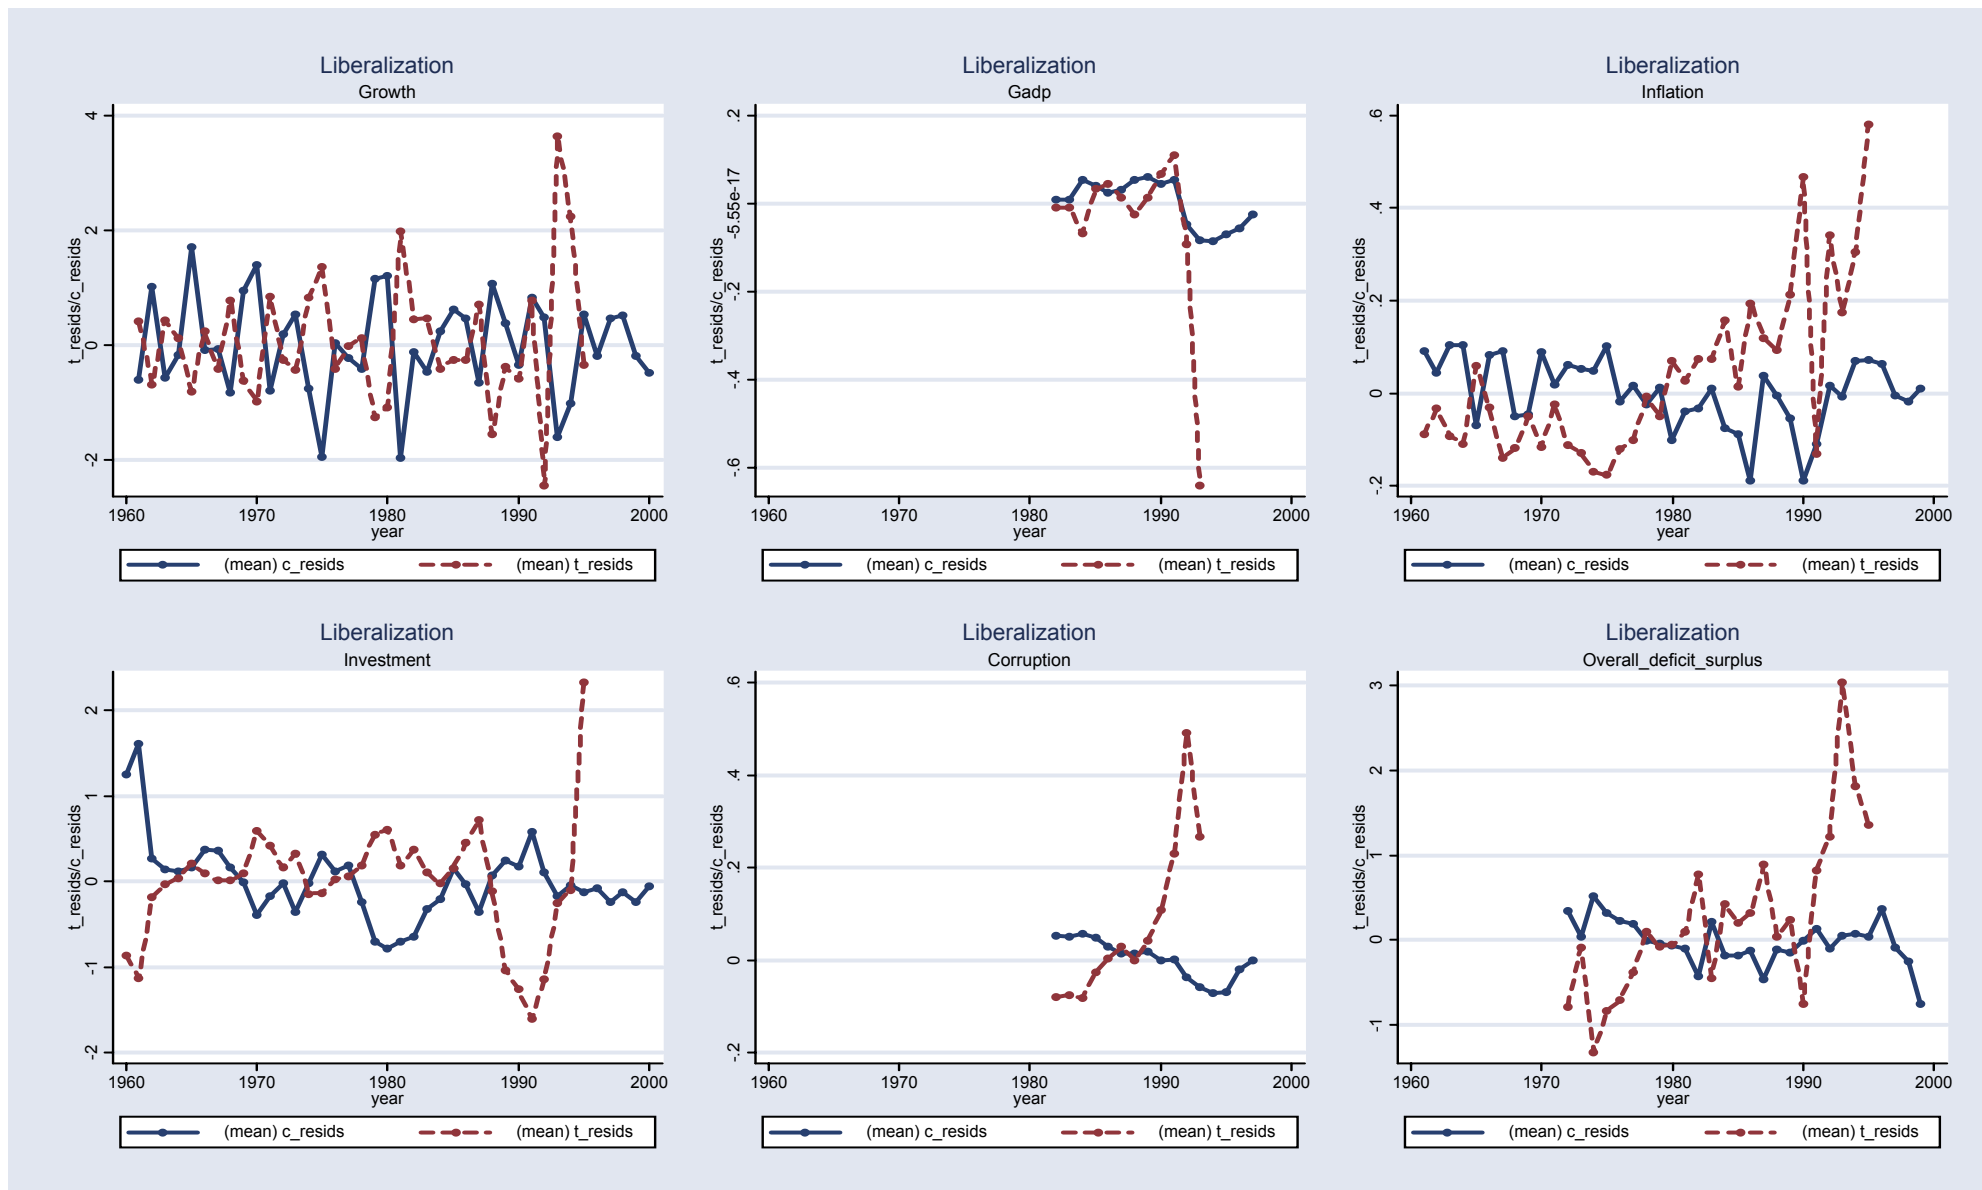 Liberalization
Growth
t_resids/c_resids
4
2
0
-2
1960 1970 1980 1990 2000
year
(mean) c_resids (mean) t_resids
Liberalization
Gadp
t_resids/c_resids
.2
-5.55e-17
-.2
-.4
-.6
1960 1970 1980 1990 2000
year
(mean) c_resids (mean) t_resids
Liberalization
Inflation
t_resids/c_resids
.6
.4
.2
0
-.2
1960 1970 1980 1990 2000
year
(mean) c_resids (mean) t_resids
Liberalization
Investment
t_resids/c_resids
2
1
0
-1
-2
1960 1970 1980 1990 2000
year
(mean) c_resids (mean) t_resids
Liberalization
Corruption
t_resids/c_resids
.6
.4
.2
0
-.2
1960 1970 1980 1990 2000
year
(mean) c_resids (mean) t_resids
Liberalization
Overall_deficit_surplus
t_resids/c_resids
3
2
1
0
-1
1960 1970 1980 1990 2000
year
(mean) c_resids (mean) t_resids